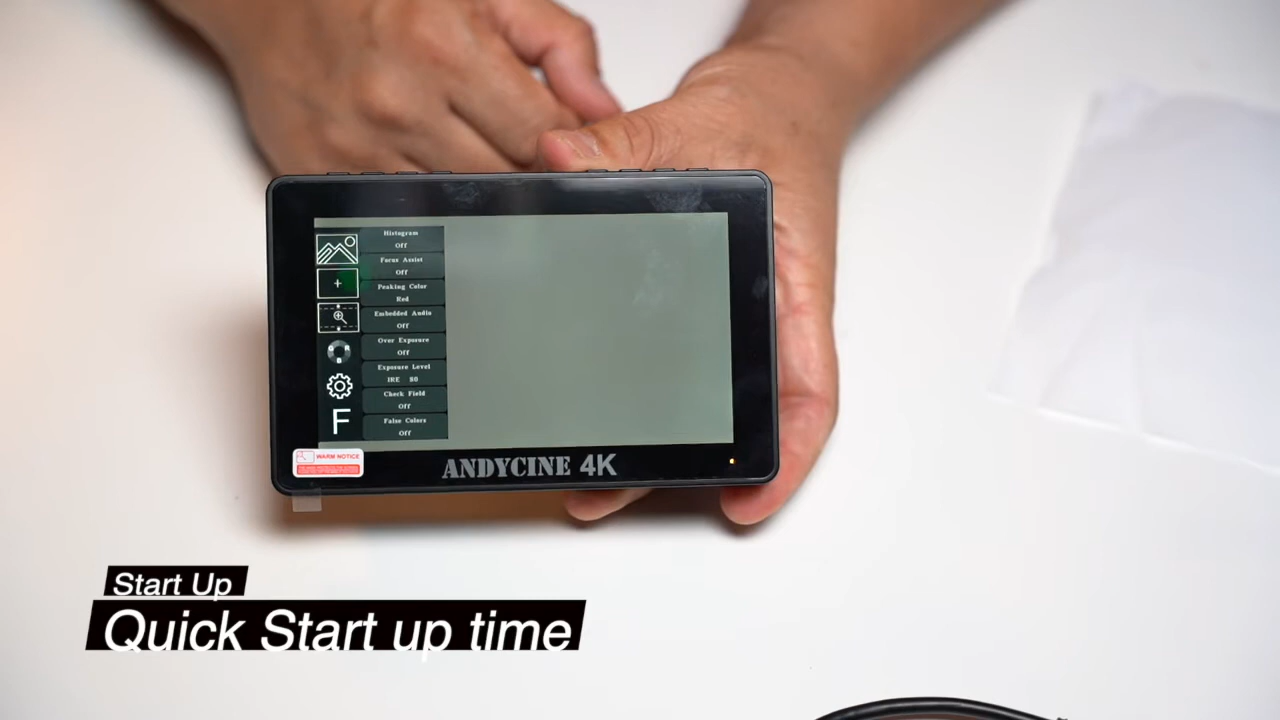 Histogram
Off
Focus Assist
Off
Peaking Color
Red
Embedded Audio
Off
Over Exposure
Off
Exposure Level
IRE 80
Check Field
Off
False Colors
Off
F
WARM NOTICE
ANDYCINE 4K
Start Up
Quick Start up time